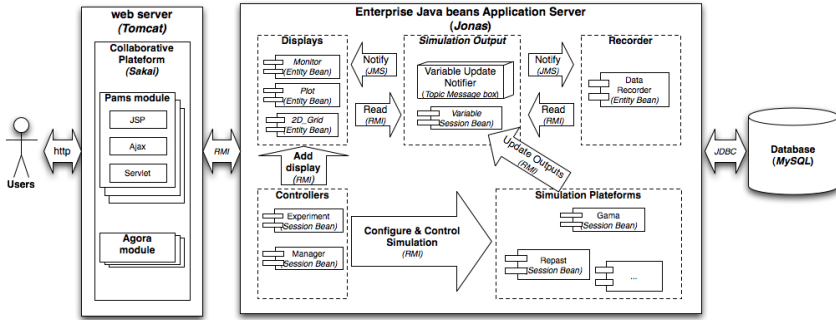 web server
(Tomcat)
Collaborative
Plateform
(Sakai)
Pams module
JSP
Ajax
Servlet
Agora
module
Users
http
RMI
Enterprise Java beans Application Server
(Jonas)
Displays
Monitor
(Entity Bean)
Plot
(Entity Bean)
2D_Grid
(Entity Bean)
Notify
(JMS)
Read
(RMI)
Simulation Output
Variable Update
Notifier
(Topic Message box)
Variable
(Session Bean)
Notify
(JMS)
Read
(RMI)
Recorder
Data
Recorder
(Entity Bean)
Add
display
(RMI)
Update Outputs
(RMI)
Controllers
Experiment
(Session Bean)
Manager
(Session Bean)
Configure & Control
Simulation
(RMI)
Simulation Plateforms
Gama
(Session Bean)
Repast
(Session Bean)
...
JDBC
Database
(MySQL)